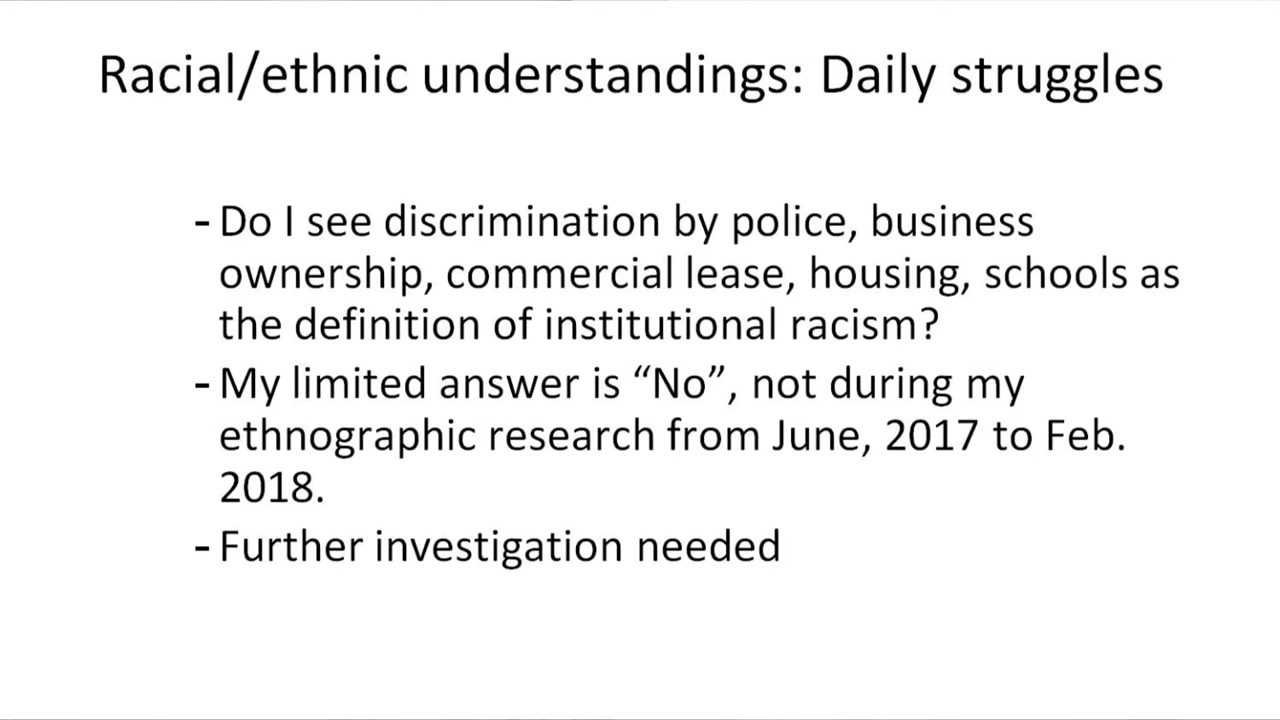 Racial/ethnic understandings: Daily struggles
- Do I see discrimination by police, business
ownership, commercial lease, housing, schools as
the definition of institutional racism?
- My limited answer is “No”, not during my
ethnographic research from June, 2017 to Feb.
2018.
- Further investigation needed